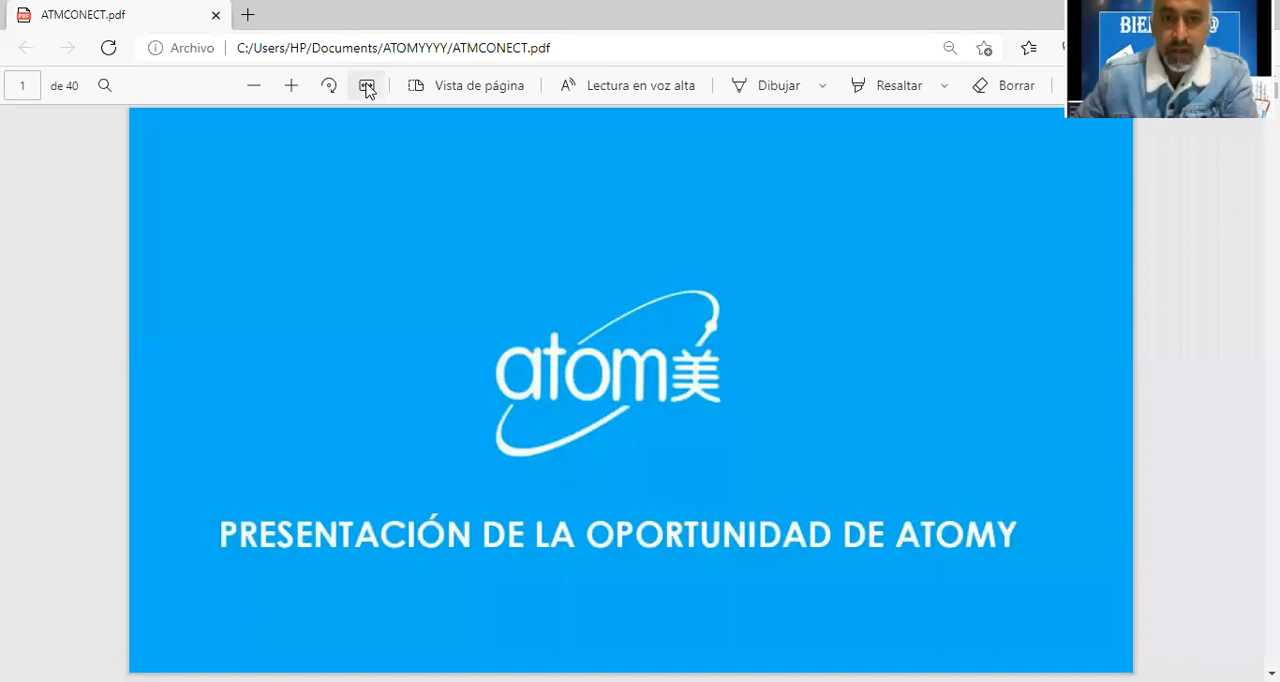 ATMCONECT.pdf
Archivo
C:/Users/HP/Documents/ATOMYYYY/ATMCONECT.pdf
1
de 40
Vista de página
Lectura en voz alta
Dibujar
Resaltar
Borrar
atom美
PRESENTACIÓN DE LA OPORTUNIDAD DE ATOMY